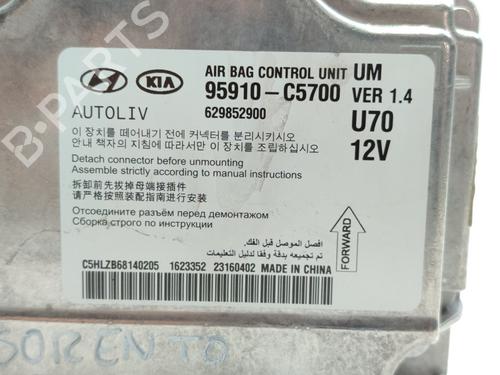 HYUNDAI KIA AIR BAG CONTROL UNIT UM
95910-C5700 VER 1.4
AUTOLIV 629852900 U70
이 장치를 떼어내기 전에 커넥터를 분리시키시오
안내 책자의 지침에 따라서만 이 장치를 조립하십시오 12V
Detach connector before unmounting
Assemble strictly according to manual instructions
拆卸前先拔掉母端接插件
请严格按照装配指南进行安装
Отсоедините разъём перед демонтажом
Сборка строго по инструкции
افصل الموصل قبل الفك.
تم تجميعه بدقة وفقا لدليل التعليمات
FORWARD
C5HLZB68140205 1623352 23160402 MADE IN CHINA
SORENTO
B-PARTS